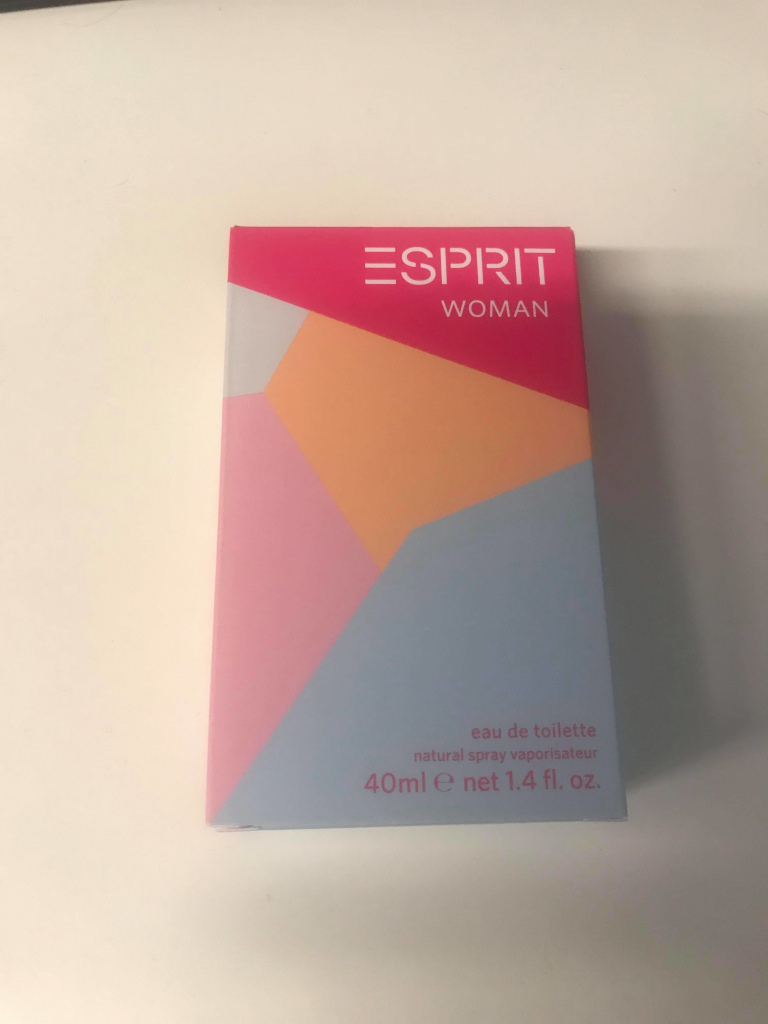 ESPRIT
WOMAN
eau de toilette
natural spray vaporisateur
40ml ℮ net 1.4 fl. oz.